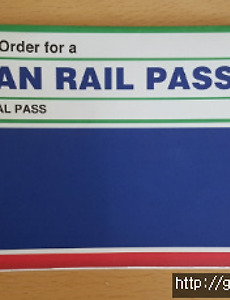 Order for a
AN RAIL PASS
AL PASS
http://g